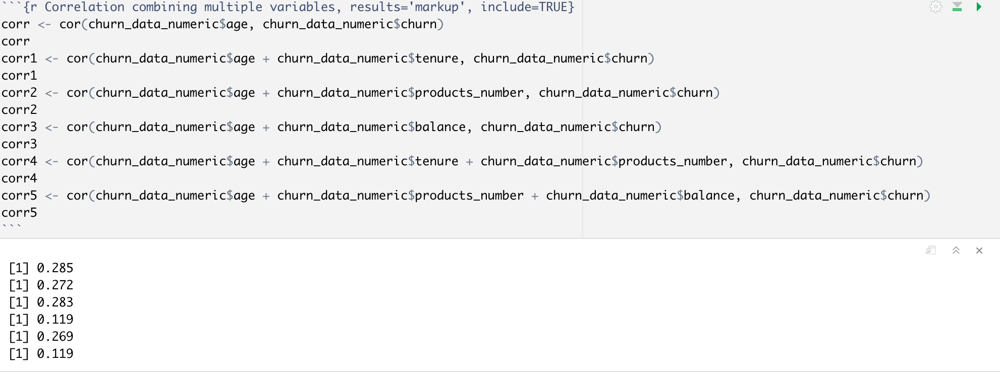 ```{r Correlation combining multiple variables, results='markup', include=TRUE}
corr <- cor(churn_data_numeric$age, churn_data_numeric$churn)
corr
corr1 <- cor(churn_data_numeric$age + churn_data_numeric$tenure, churn_data_numeric$churn)
corr1
corr2 <- cor(churn_data_numeric$age + churn_data_numeric$products_number, churn_data_numeric$churn)
corr2
corr3 <- cor(churn_data_numeric$age + churn_data_numeric$balance, churn_data_numeric$churn)
corr3
corr4 <- cor(churn_data_numeric$age + churn_data_numeric$tenure + churn_data_numeric$products_number, churn_data_numeric$churn)
corr4
corr5 <- cor(churn_data_numeric$age + churn_data_numeric$products_number + churn_data_numeric$balance, churn_data_numeric$churn)
corr5
```
[1] 0.285
[1] 0.272
[1] 0.283
[1] 0.119
[1] 0.269
[1] 0.119